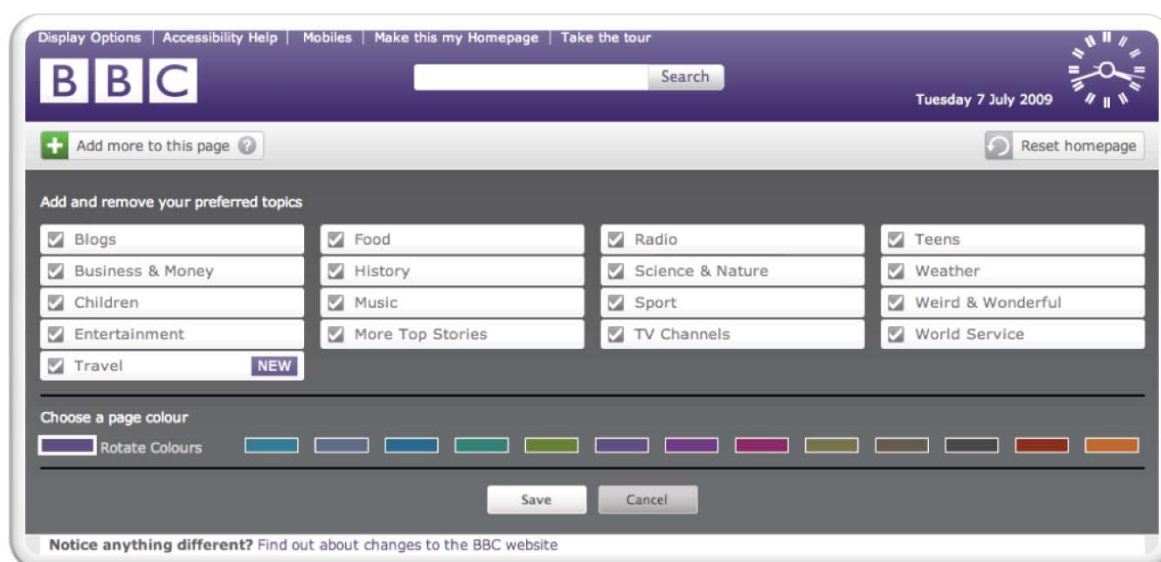 Display Options | Accessibility Help | Mobiles | Make this my Homepage | Take the tour
BBC
Search
Tuesday 7 July 2009
Add more to this page ?
Reset homepage
Add and remove your preferred topics
Blogs Food Radio Teens
Business & Money History Science & Nature Weather
Children Music Sport Weird & Wonderful
Entertainment More Top Stories TV Channels World Service
Travel NEW
Choose a page colour
Rotate Colours
Save Cancel
Notice anything different? Find out about changes to the BBC website